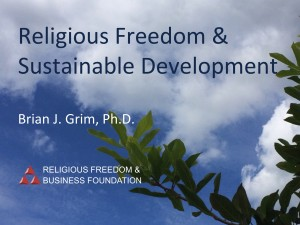 Religious Freedom &
Sustainable Development
Brian J. Grim, Ph.D.
RELIGIOUS FREEDOM &
BUSINESS FOUNDATION